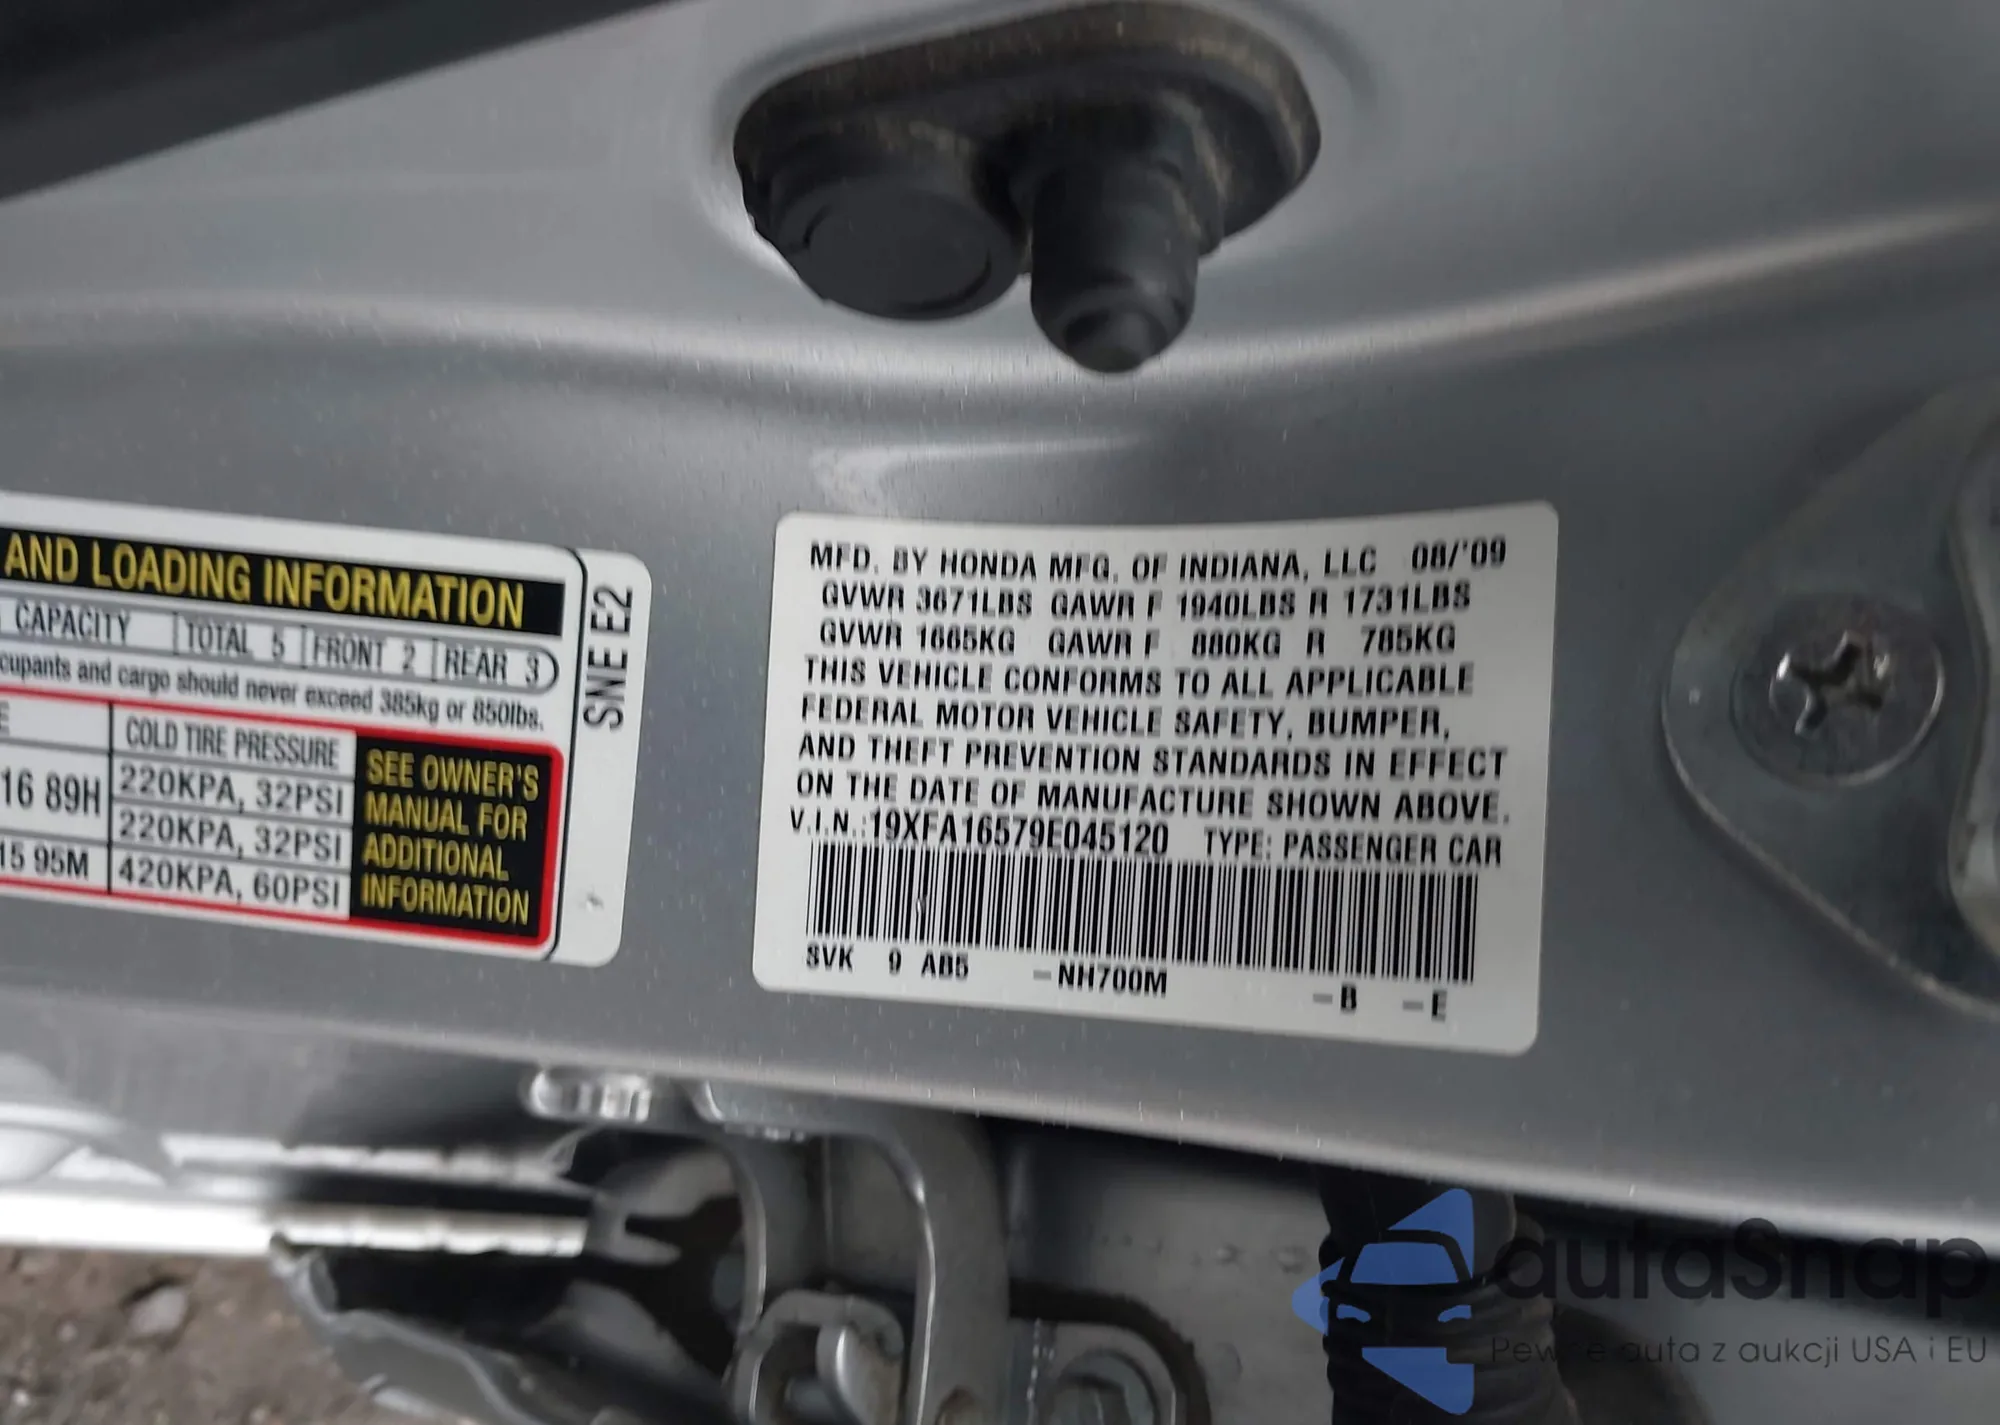 AND LOADING INFORMATION
CAPACITY TOTAL 5 FRONT 2 REAR 3
cupants and cargo should never exceed 385kg or 850lbs.
E COLD TIRE PRESSURE
16 89H 220KPA, 32PSI
220KPA, 32PSI
15 95M 420KPA, 60PSI
SEE OWNER'S
MANUAL FOR
ADDITIONAL
INFORMATION
SNE E2
MFD. BY HONDA MFG. OF INDIANA, LLC 08/'09
GVWR 3671LBS GAWR F 1940LBS R 1731LBS
GVWR 1665KG GAWR F 880KG R 785KG
THIS VEHICLE CONFORMS TO ALL APPLICABLE
FEDERAL MOTOR VEHICLE SAFETY, BUMPER,
AND THEFT PREVENTION STANDARDS IN EFFECT
ON THE DATE OF MANUFACTURE SHOWN ABOVE.
V.I.N.:19XFA16579E045120 TYPE: PASSENGER CAR
SVK 9 AB5 -NH700M -B -E
autaSnap
Pewne auta z aukcji USA i EU